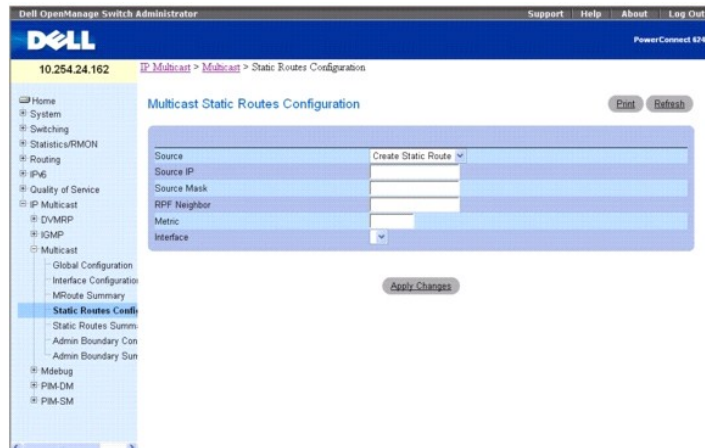 Dell OpenManage Switch Administrator
Support Help About Log Out
DELL
PowerConnect 624
10.254.24.162
IP Multicast > Multicast > Static Routes Configuration
Home
System
Switching
Statistics/RMON
Routing
IPv6
Quality of Service
IP Multicast
DVMRP
IGMP
Multicast
Global Configuration
Interface Configuration
MRoute Summary
Static Routes Confi
Static Routes Summ
Admin Boundary Con
Admin Boundary Sum
Mdebug
PIM-DM
PIM-SM
Multicast Static Routes Configuration
Print Refresh
Source Create Static Route
Source IP
Source Mask
RPF Neighbor
Metric
Interface
Apply Changes